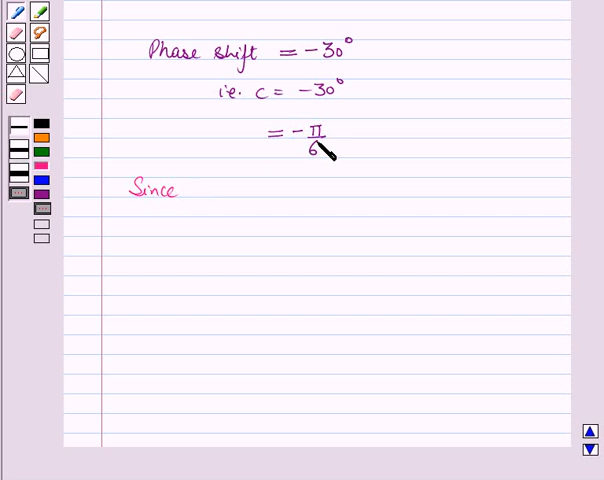 Phase shift = -30°
i.e. c = -30°
= -π/6
Since